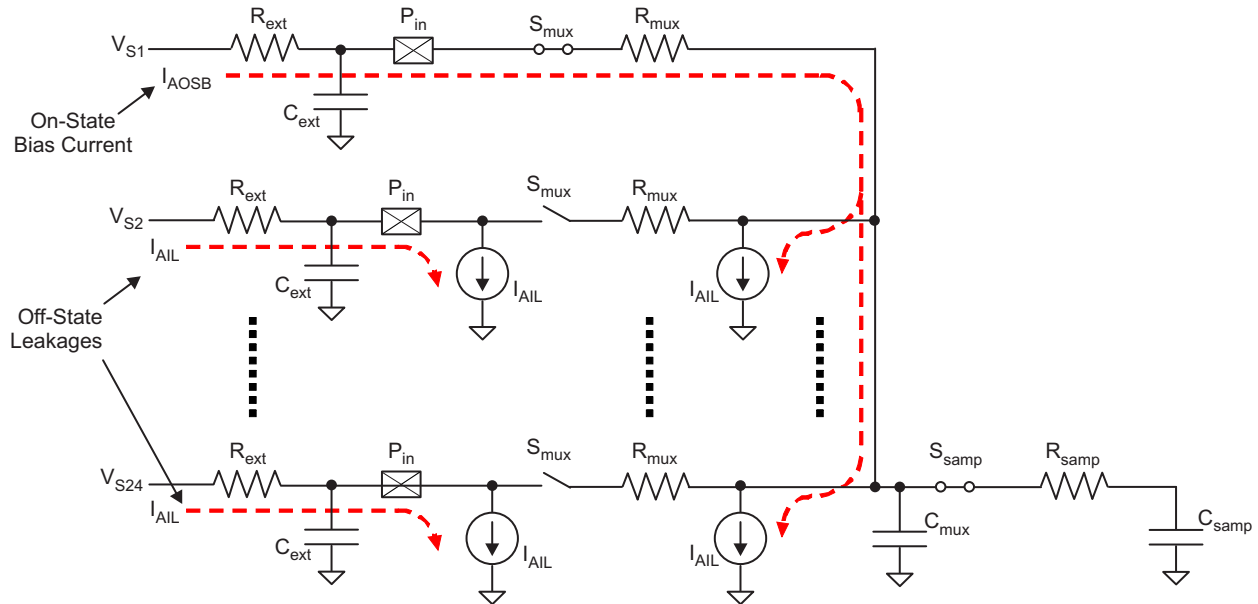 R_ext P_in S_mux R_mux
V_S1
I_AOSB
On-State
Bias Current
C_ext
R_ext P_in S_mux R_mux
V_S2
I_AIL
C_ext I_AIL I_AIL
Off-State
Leakages
R_ext P_in S_mux R_mux S_samp R_samp
V_S24
I_AIL
C_ext I_AIL I_AIL C_mux C_samp